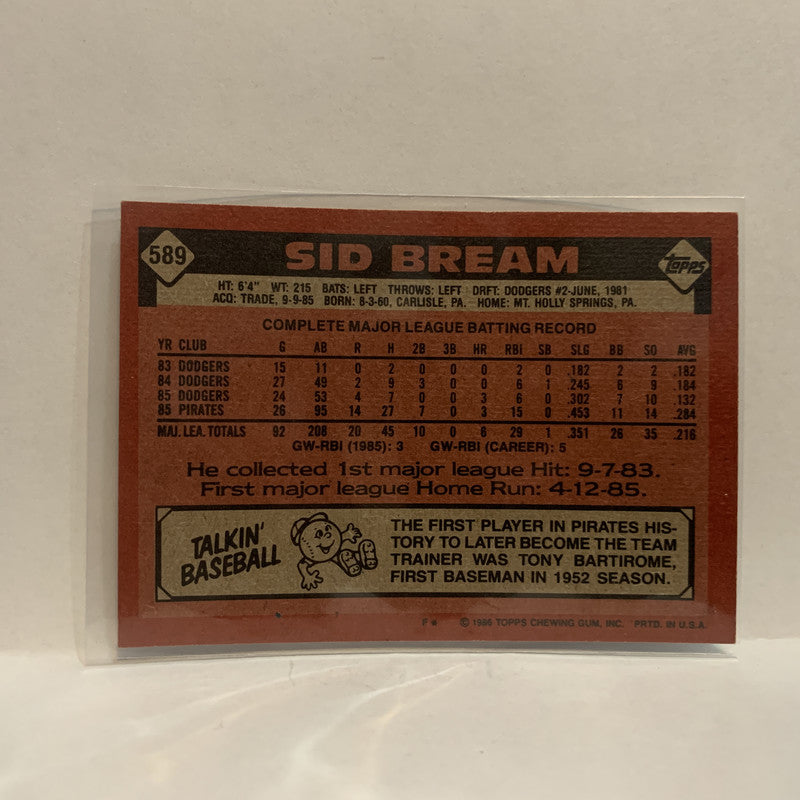 589 SID BREAM topps
HT: 6'4" WT: 215 BATS: LEFT THROWS: LEFT DRFT: DODGERS #2-JUNE, 1981
ACQ: TRADE, 9-9-85 BORN: 8-3-60, CARLISLE, PA. HOME: MT. HOLLY SPRINGS, PA.
COMPLETE MAJOR LEAGUE BATTING RECORD
YR CLUB G AB R H 2B 3B HR RBI SB SLG BB SO AVG
83 DODGERS 15 11 0 2 0 0 0 2 0 .182 2 2 .182
84 DODGERS 27 49 2 9 3 0 0 6 1 .245 6 9 .184
85 DODGERS 24 53 4 7 0 0 3 6 0 .302 7 10 .132
85 PIRATES 26 95 14 27 7 0 3 15 0 .453 11 14 .284
MAJ. LEA. TOTALS 92 208 20 45 10 0 6 29 1 .351 26 35 .216
GW-RBI (1985): 3 GW-RBI (CAREER): 5
He collected 1st major league Hit: 9-7-83.
First major league Home Run: 4-12-85.
TALKIN'
BASEBALL
THE FIRST PLAYER IN PIRATES HIS-
TORY TO LATER BECOME THE TEAM
TRAINER WAS TONY BARTIROME,
FIRST BASEMAN IN 1952 SEASON.
F * © 1986 TOPPS CHEWING GUM, INC. PRTD. IN U.S.A.